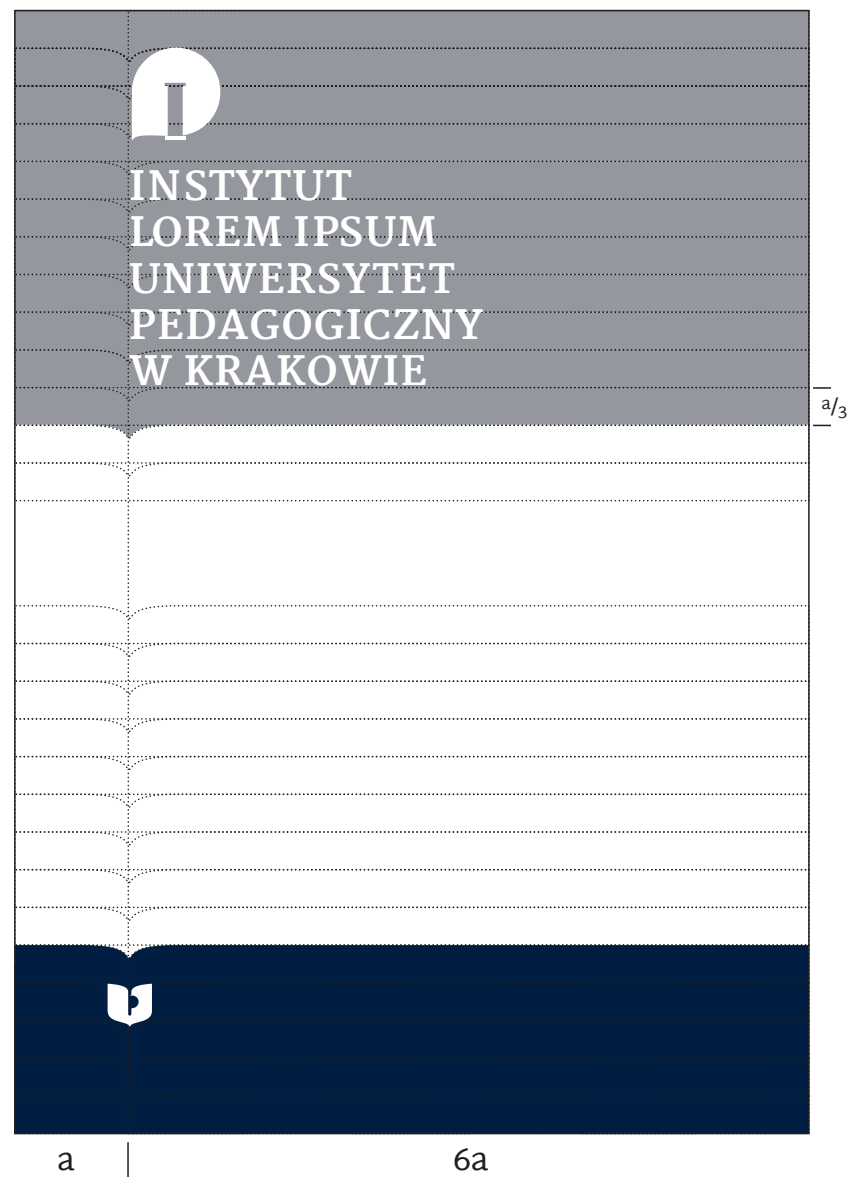 I
INSTYTUT
LOREM IPSUM
UNIWERSYTET
PEDAGOGICZNY
W KRAKOWIE
a/3
a
6a